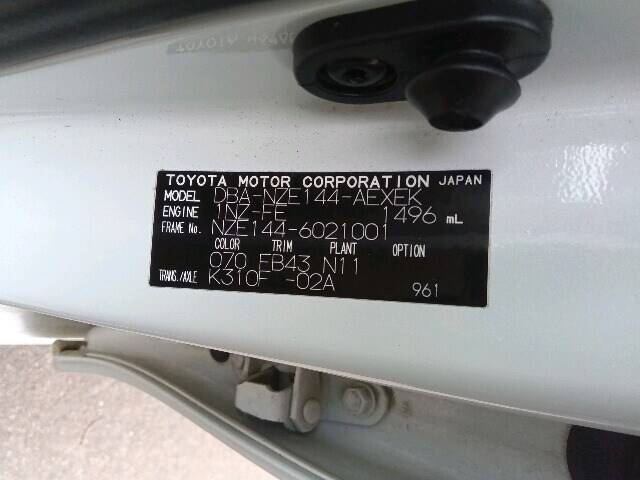 TOYOTA MOTOR CORPORATION JAPAN
MODEL DBA-NZE144-AEXEK
ENGINE 1NZ-FE 1496 mL
FRAME No. NZE144-6021001
COLOR TRIM PLANT OPTION
070 EB43 N11
TRANS./AXLE K310F -02A
961